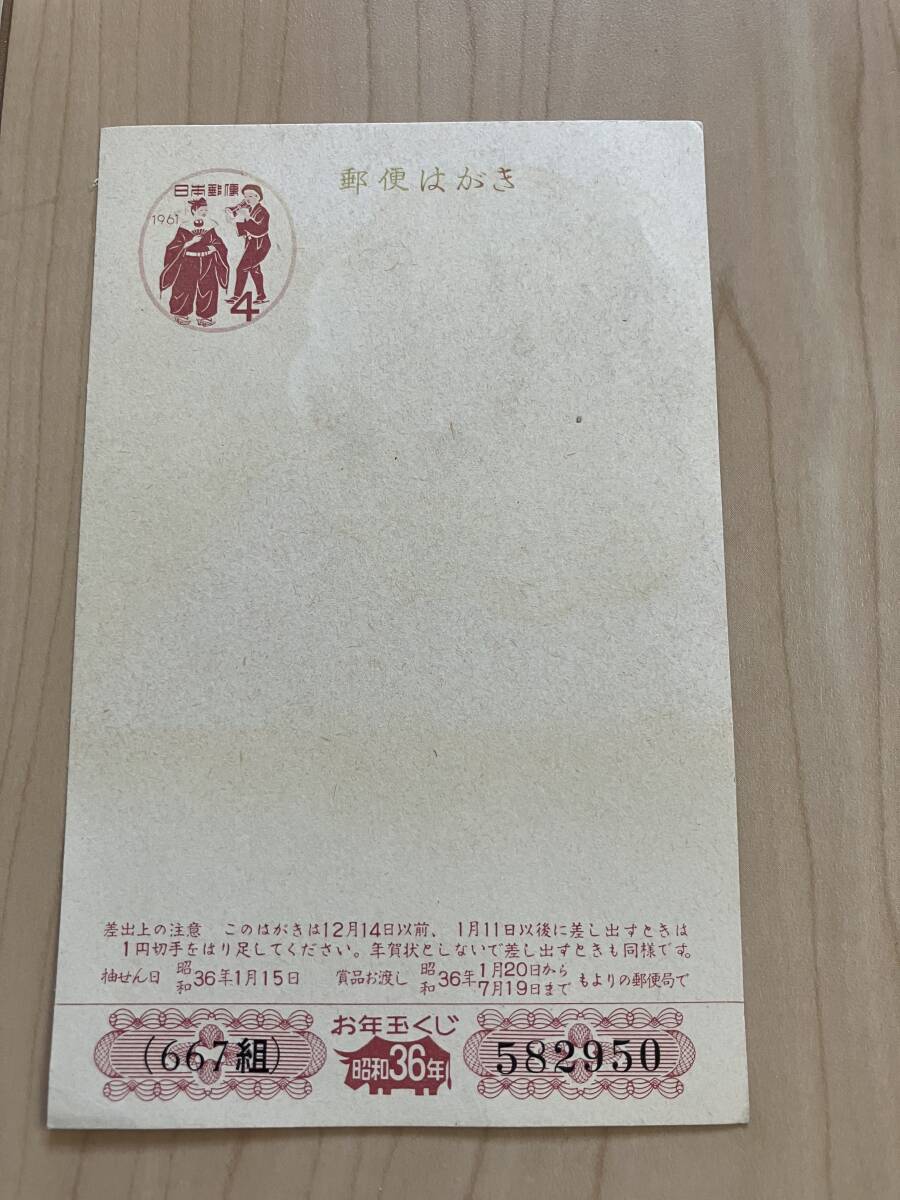 郵便はがき
日本郵便
1961
4
差出上の注意 このはがきは12月14日以前、1月11日以後に差し出すときは
1円切手をはり足してください。年賀状としないで差し出すときも同様です。
抽せん日 昭和36年1月15日 賞品お渡し 昭和36年 1月20日から 7月19日まで もよりの郵便局で
お年玉くじ
(667組) 昭和36年 582950